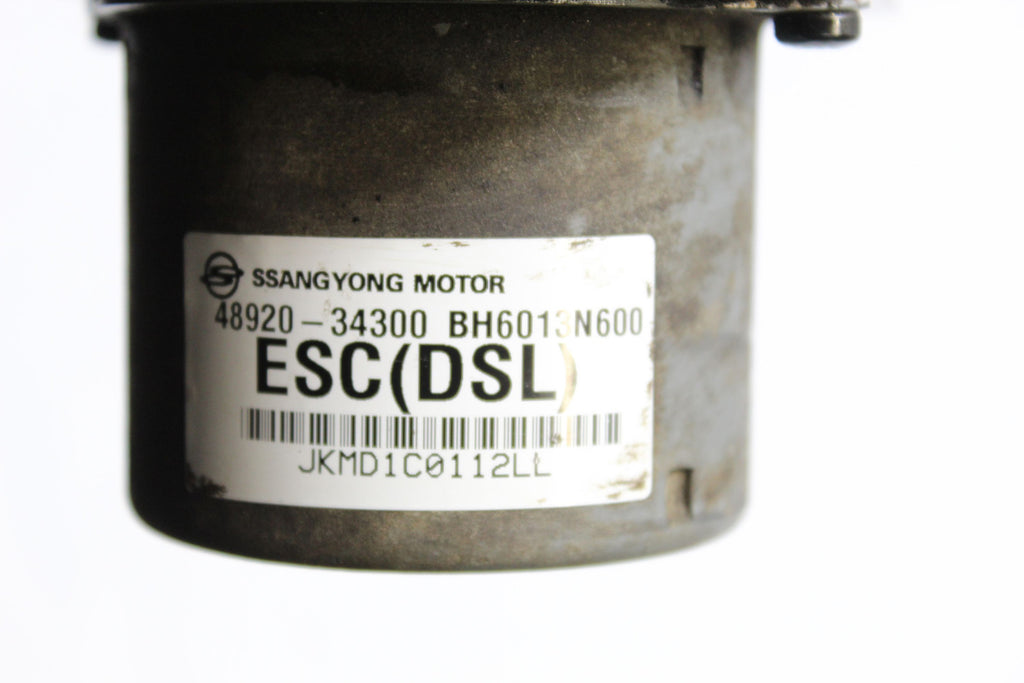 SSANGYONG MOTOR
48920-34300 BH6013N600
ESC(DSL)
JKMD1C0112LL